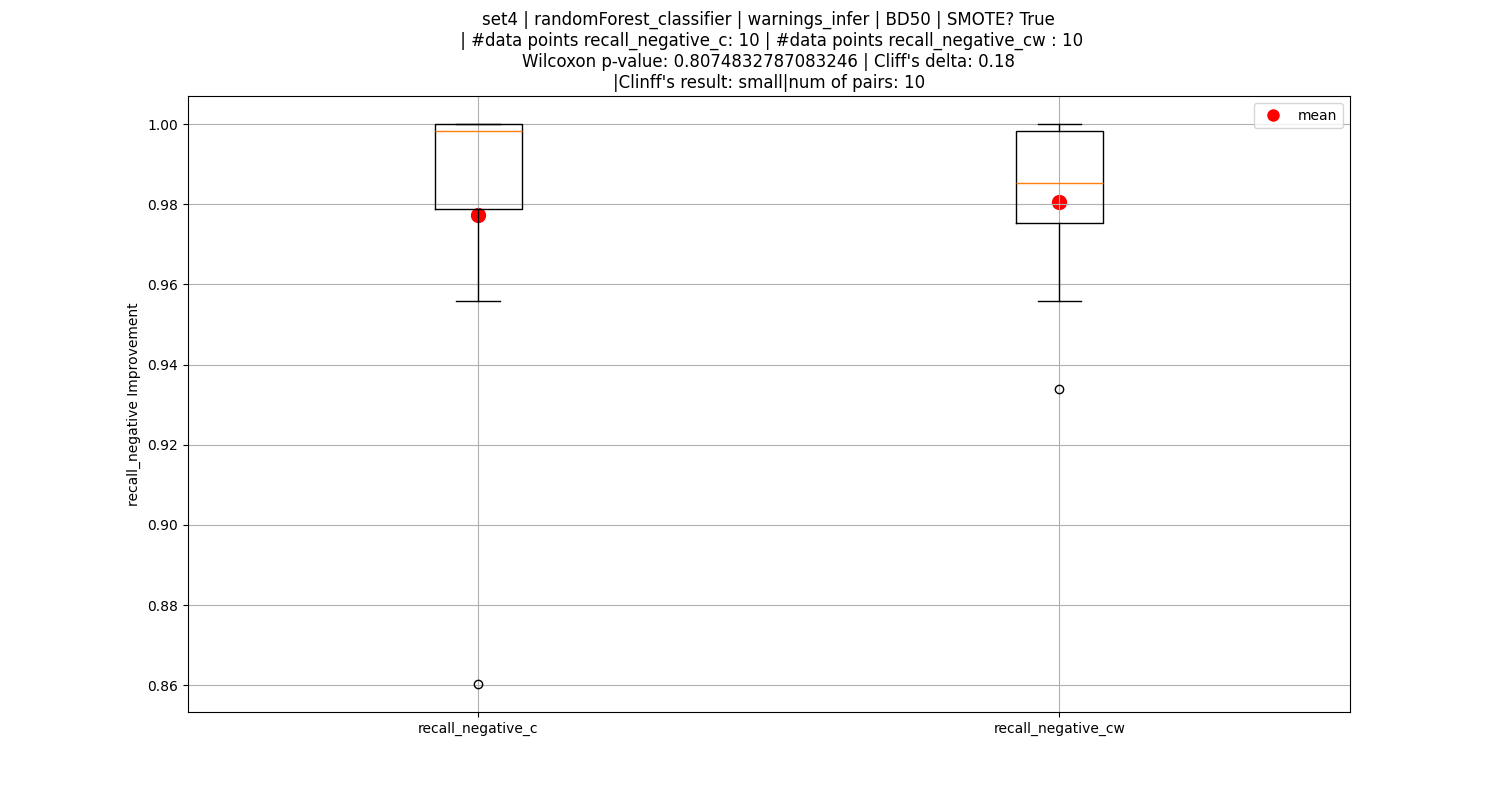 set4 | randomForest_classifier | warnings_infer | BD50 | SMOTE? True
| #data points recall_negative_c: 10 | #data points recall_negative_cw : 10
Wilcoxon p-value: 0.8074832787083246 | Cliff's delta: 0.18
|Clinff's result: small|num of pairs: 10
mean
1.00
0.98
0.96
0.94
0.92
0.90
0.88
0.86
recall_negative Improvement
recall_negative_c
recall_negative_cw